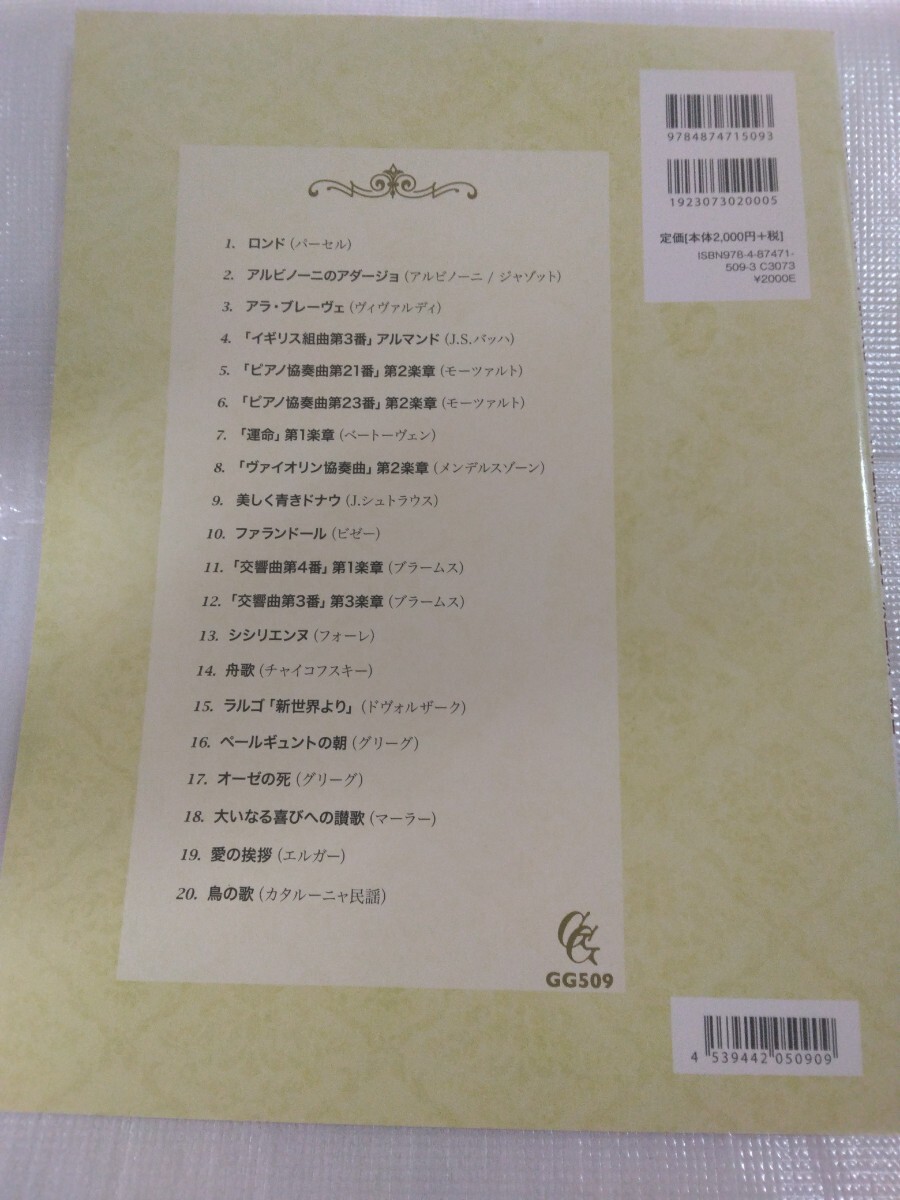 9784874715093
1923073020005
定価[本体2,000円+税]
ISBN978-4-87471-
509-3 C3073
¥2000E
1. ロンド (パーセル)
2. アルビノーニのアダージョ (アルビノーニ / ジャゾット)
3. アラ・ブレーヴェ (ヴィヴァルディ)
4. 「イギリス組曲第3番」アルマンド (J.S.バッハ)
5. 「ピアノ協奏曲第21番」第2楽章 (モーツァルト)
6. 「ピアノ協奏曲第23番」第2楽章 (モーツァルト)
7. 「運命」第1楽章 (ベートーヴェン)
8. 「ヴァイオリン協奏曲」第2楽章 (メンデルスゾーン)
9. 美しく青きドナウ (J.シュトラウス)
10. ファランドール (ビゼー)
11. 「交響曲第4番」第1楽章 (ブラームス)
12. 「交響曲第3番」第3楽章 (ブラームス)
13. シシリエンヌ (フォーレ)
14. 舟歌 (チャイコフスキー)
15. ラルゴ「新世界より」 (ドヴォルザーク)
16. ペールギュントの朝 (グリーグ)
17. オーゼの死 (グリーグ)
18. 大いなる喜びへの讃歌 (マーラー)
19. 愛の挨拶 (エルガー)
20. 鳥の歌 (カタルーニャ民謡)
GG
GG509
4 539442 050909